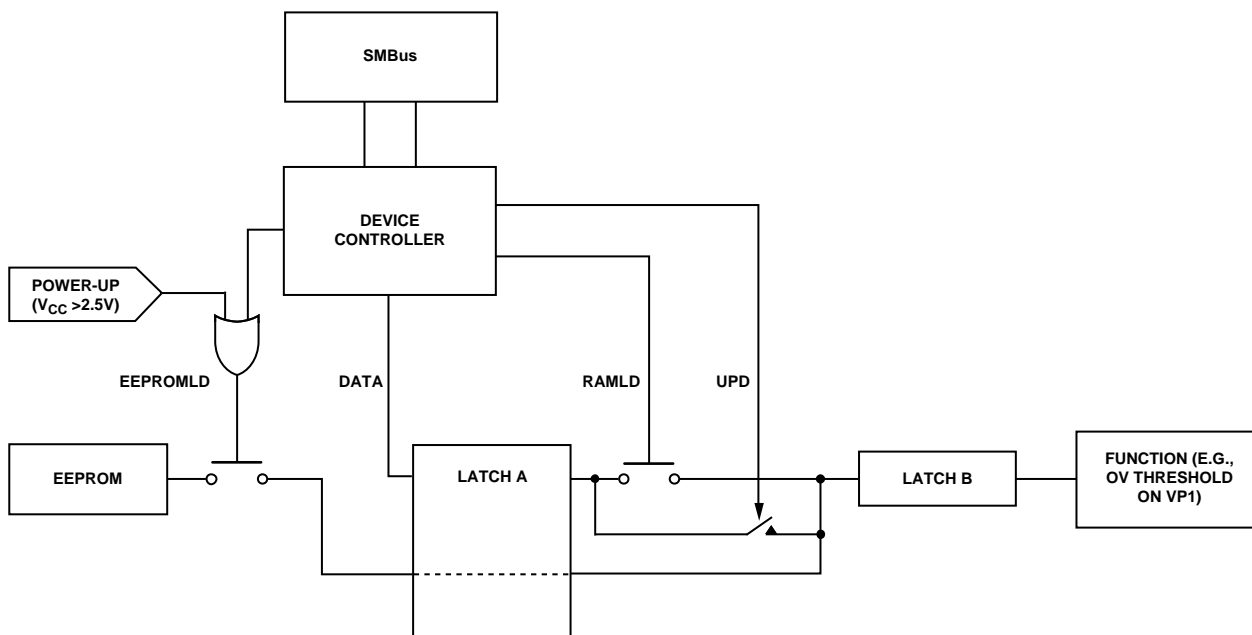 SMBus
DEVICE
CONTROLLER
POWER-UP
(VCC >2.5V)
EEPROMLD
DATA
RAMLD
UPD
EEPROM
LATCH A
LATCH B
FUNCTION (E.G.,
OV THRESHOLD
ON VP1)